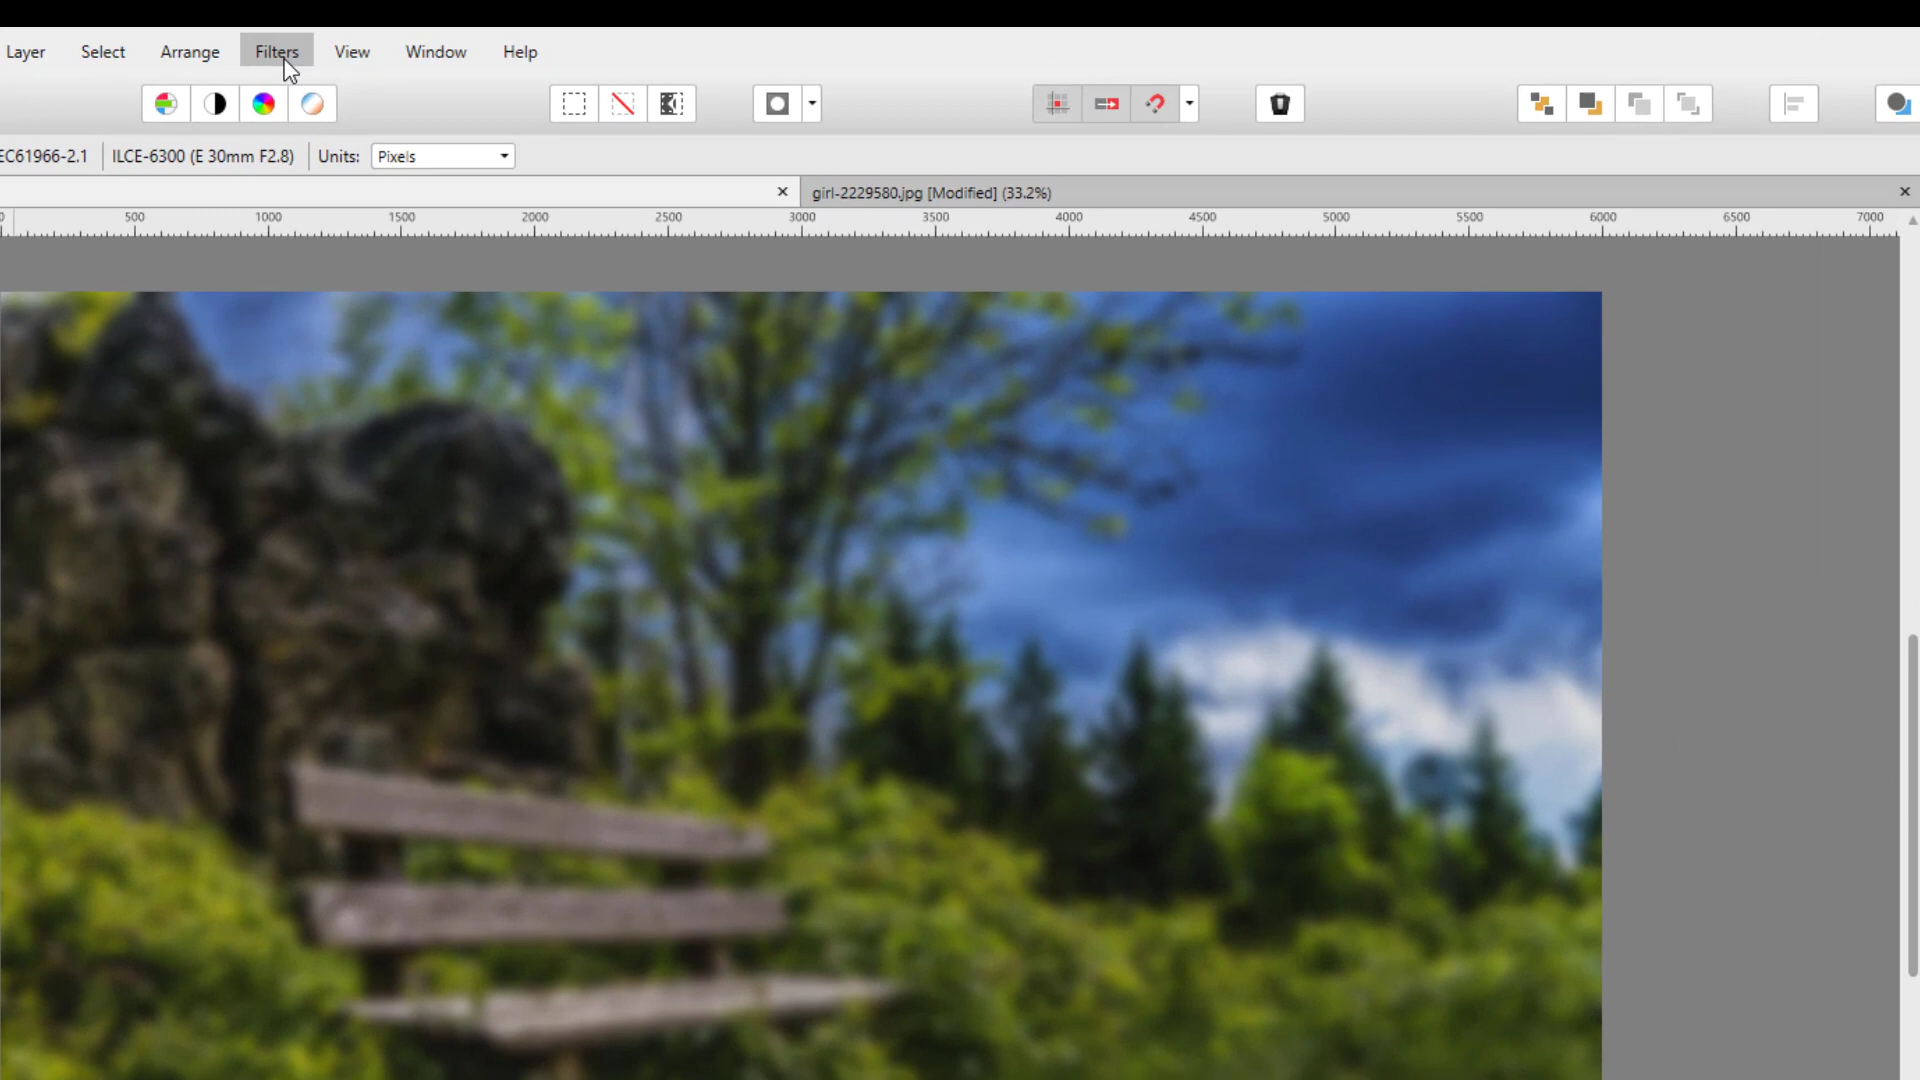 Layer Select Arrange Filters View Window Help
EC61966-2.1 ILCE-6300 (E 30mm F2.8) Units: Pixels
girl-2229580.jpg [Modified] (33.2%)
0 500 1000 1500 2000 2500 3000 3500 4000 4500 5000 5500 6000 6500 7000